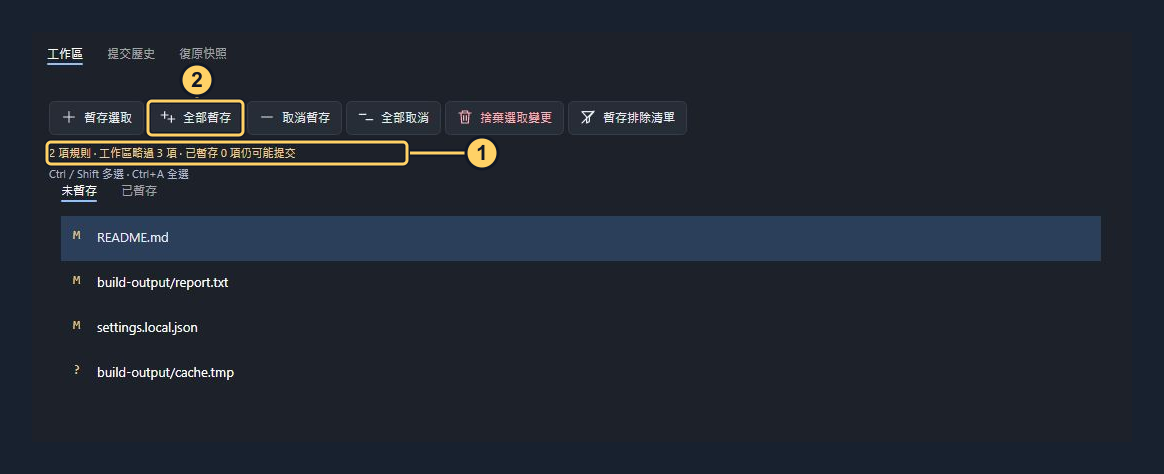 工作區 提交歷史 復原快照
2
暫存選取 全部暫存 取消暫存 全部取消 捨棄選取變更 暫存排除清單
2 項規則 · 工作區略過 3 項 · 已暫存 0 項仍可能提交
1
Ctrl / Shift 多選 · Ctrl+A 全選
未暫存 已暫存
M README.md
M build-output/report.txt
M settings.local.json
? build-output/cache.tmp